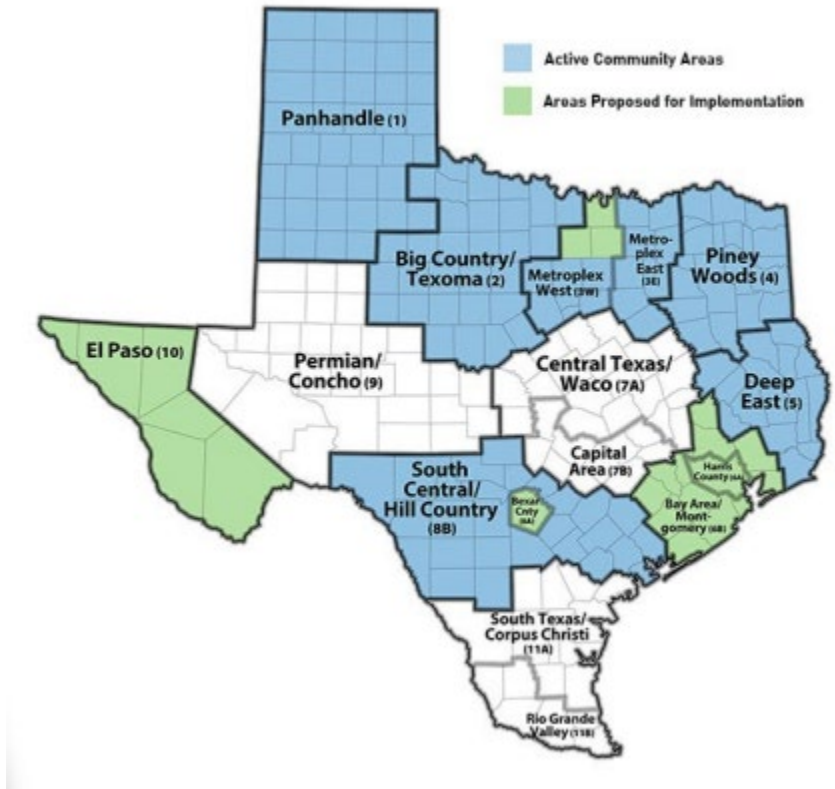 Active Community Areas
Areas Proposed for Implementation
Panhandle (1)
Big Country/
Texoma (2)
Metroplex
West (3W)
Metro-
plex
East
(3E)
Piney
Woods (4)
El Paso (10)
Permian/
Concho (9)
Central Texas/
Waco (7A)
Deep
East (5)
Capital
Area (7B)
South
Central/
Hill Country
(8B)
Bexar
Cnty
(8A)
Harris
County (6A)
Bay Area/
Mont-
gomery (6B)
South Texas/
Corpus Christi
(11A)
Rio Grande
Valley (11B)